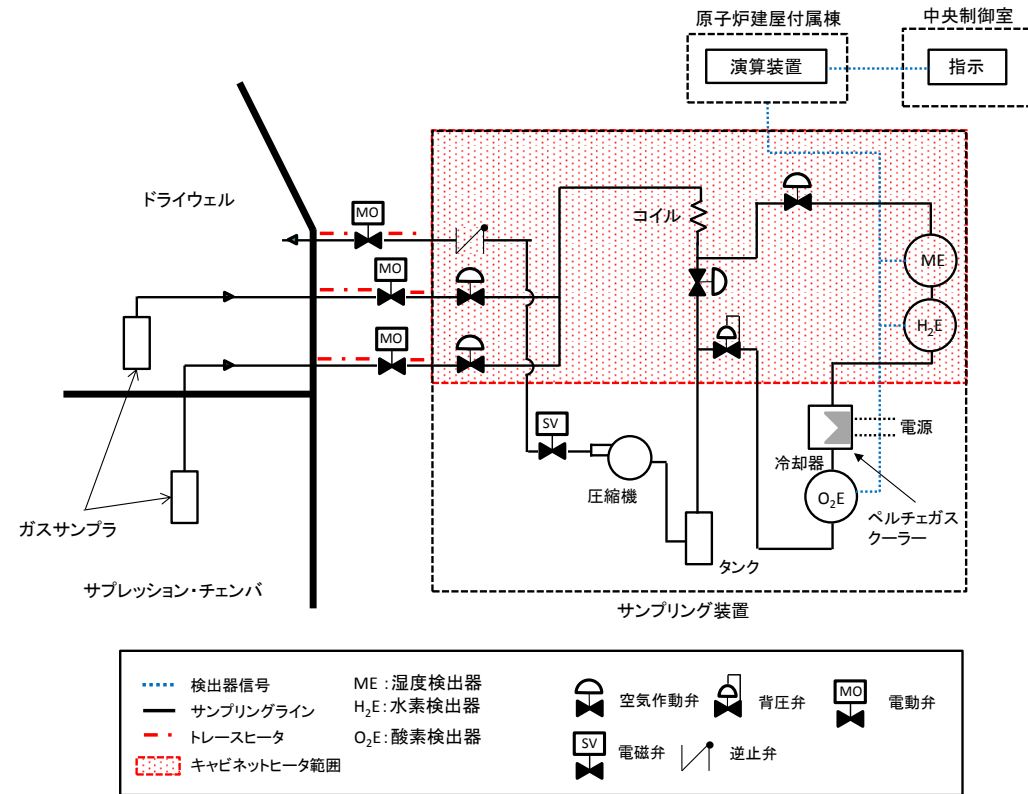 原子炉建屋付属棟
中央制御室
演算装置
指示
ドライウェル
MO
コイル
MO
ME
H₂E
MO
SV
圧縮機
冷却器
電源
O₂E
ペルチェガス
クーラー
ガスサンプラ
タンク
サプレッション・チェンバ
サンプリング装置
検出器信号
サンプリングライン
トレースヒータ
キャビネットヒータ範囲
ME：湿度検出器
H₂E：水素検出器
O₂E：酸素検出器
空気作動弁
背圧弁
MO
電動弁
SV
電磁弁
逆止弁